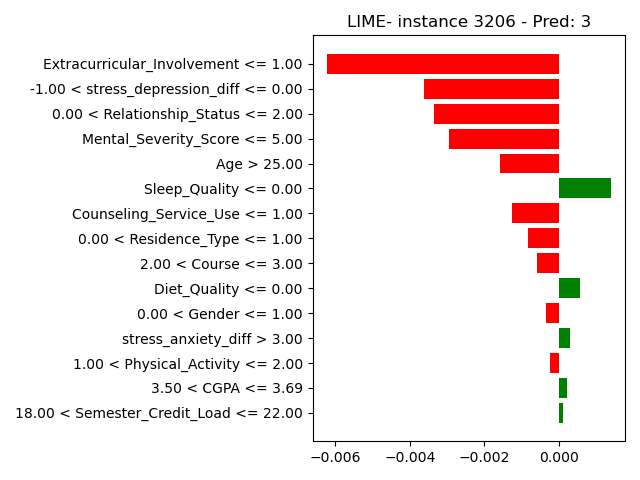 LIME- instance 3206 - Pred: 3
Extracurricular_Involvement <= 1.00
-1.00 < stress_depression_diff <= 0.00
0.00 < Relationship_Status <= 2.00
Mental_Severity_Score <= 5.00
Age > 25.00
Sleep_Quality <= 0.00
Counseling_Service_Use <= 1.00
0.00 < Residence_Type <= 1.00
2.00 < Course <= 3.00
Diet_Quality <= 0.00
0.00 < Gender <= 1.00
stress_anxiety_diff > 3.00
1.00 < Physical_Activity <= 2.00
3.50 < CGPA <= 3.69
18.00 < Semester_Credit_Load <= 22.00
−0.006 −0.004 −0.002 0.000